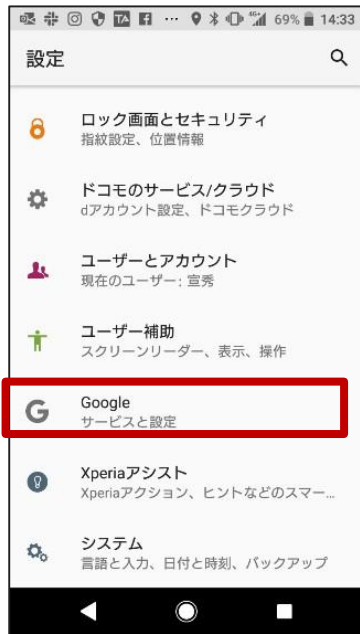 69% 14:33
設定
ロック画面とセキュリティ
指紋設定、位置情報
ドコモのサービス/クラウド
dアカウント設定、ドコモクラウド
ユーザーとアカウント
現在のユーザー: 宣秀
ユーザー補助
スクリーンリーダー、表示、操作
G Google
サービスと設定
Xperiaアシスト
Xperiaアクション、ヒントなどのスマー...
システム
言語と入力、日付と時刻、バックアップ